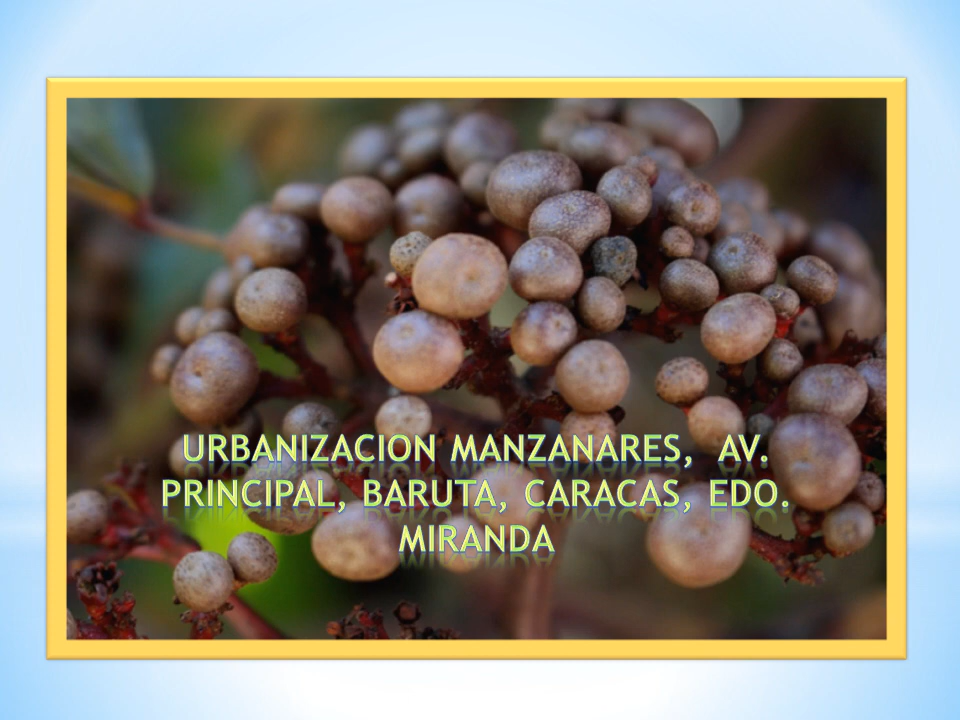 URBANIZACION MANZANARES,  AV.
PRINCIPAL, BARUTA, CARACAS, EDO.
MIRANDA